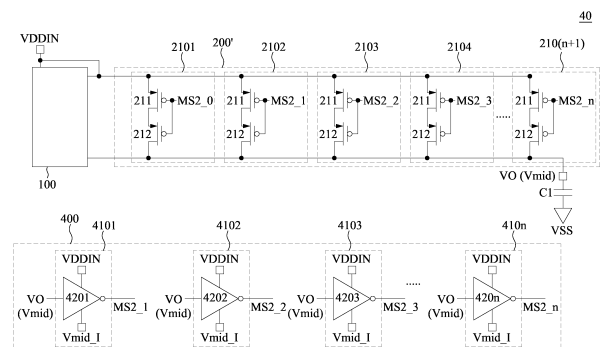 40
VDDIN
2101
200'
2102
2103
2104
210(n+1)
211
MS2_0
211
MS2_1
211
MS2_2
211
MS2_3
211
MS2_n
212
212
212
212
.....
212
100
VO (Vmid)
C1
VSS
400
4101
4102
4103
410n
VDDIN
VDDIN
VDDIN
.....
VDDIN
4201
4202
4203
420n
VO
(Vmid)
MS2_1
VO
(Vmid)
MS2_2
VO
(Vmid)
MS2_3
VO
(Vmid)
MS2_n
Vmid_I
Vmid_I
Vmid_I
Vmid_I